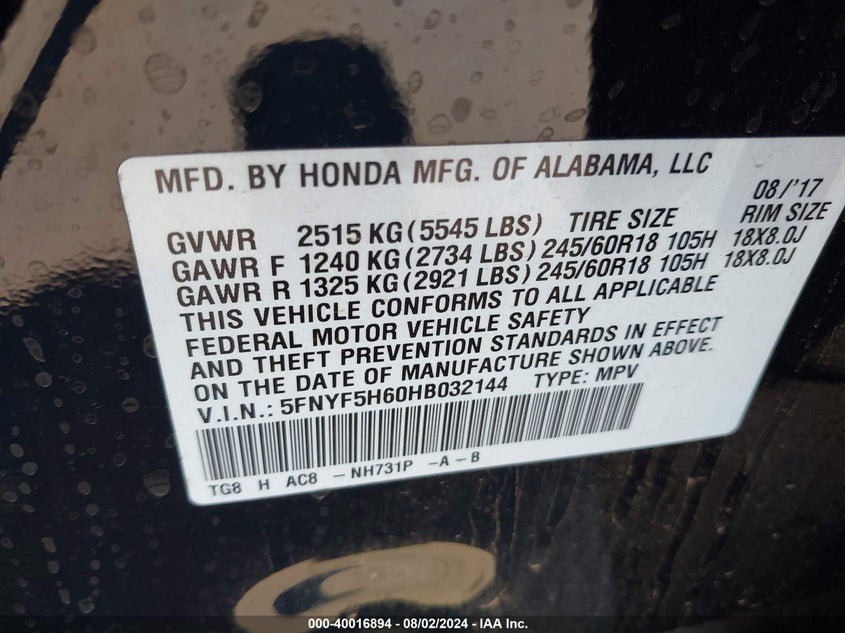 MFD. BY HONDA MFG. OF ALABAMA, LLC 08/'17
GVWR 2515 KG (5545 LBS) TIRE SIZE RIM SIZE
GAWR F 1240 KG (2734 LBS) 245/60R18 105H 18X8.0J
GAWR R 1325 KG (2921 LBS) 245/60R18 105H 18X8.0J
THIS VEHICLE CONFORMS TO ALL APPLICABLE
FEDERAL MOTOR VEHICLE SAFETY
AND THEFT PREVENTION STANDARDS IN EFFECT
ON THE DATE OF MANUFACTURE SHOWN ABOVE.
V.I.N.: 5FNYF5H60HB032144 TYPE: MPV
TG8 H AC8 -NH731P -A-B
000-40016894 - 08/02/2024 - IAA Inc.